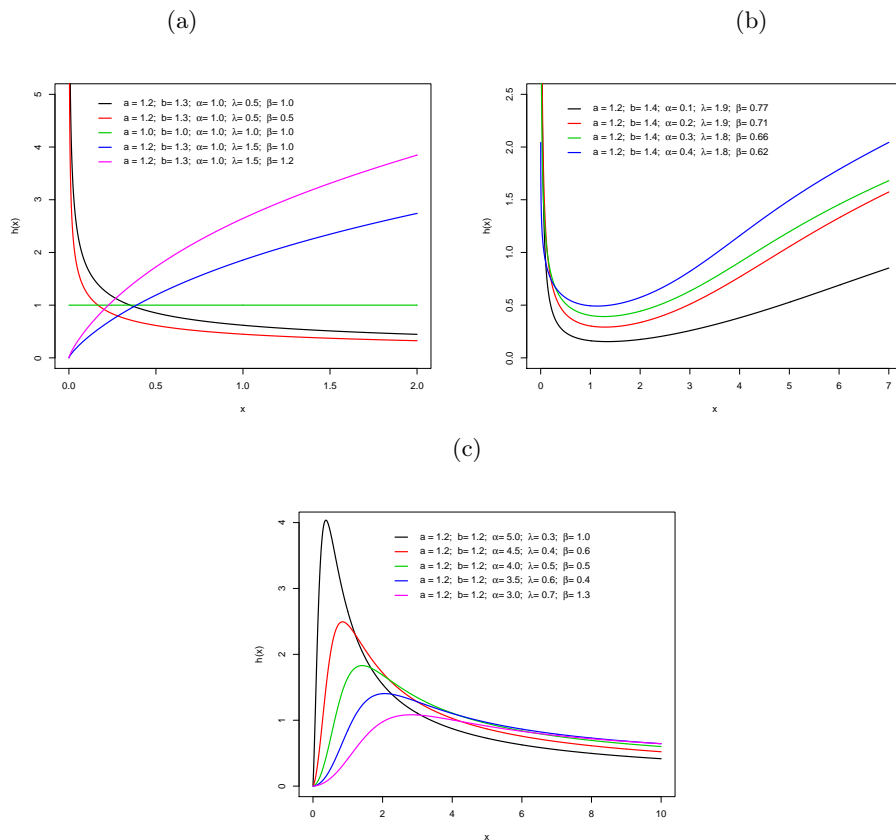 (a)
a = 1.2; b= 1.3; α= 1.0; λ= 0.5; β= 1.0
a = 1.2; b= 1.3; α= 1.0; λ= 0.5; β= 0.5
a = 1.0; b= 1.0; α= 1.0; λ= 1.0; β= 1.0
a = 1.2; b= 1.3; α= 1.0; λ= 1.5; β= 1.0
a = 1.2; b= 1.3; α= 1.0; λ= 1.5; β= 1.2
h(x)
5
4
3
2
1
0
0.0 0.5 1.0 1.5 2.0
x
(b)
a = 1.2; b= 1.4; α= 0.1; λ= 1.9; β= 0.77
a = 1.2; b= 1.4; α= 0.2; λ= 1.9; β= 0.71
a = 1.2; b= 1.4; α= 0.3; λ= 1.8; β= 0.66
a = 1.2; b= 1.4; α= 0.4; λ= 1.8; β= 0.62
h(x)
2.5
2.0
1.5
1.0
0.5
0.0
0 1 2 3 4 5 6 7
x
(c)
a = 1.2; b= 1.2; α= 5.0; λ= 0.3; β= 1.0
a = 1.2; b= 1.2; α= 4.5; λ= 0.4; β= 0.6
a = 1.2; b= 1.2; α= 4.0; λ= 0.5; β= 0.5
a = 1.2; b= 1.2; α= 3.5; λ= 0.6; β= 0.4
a = 1.2; b= 1.2; α= 3.0; λ= 0.7; β= 1.3
h(x)
4
3
2
1
0
0 2 4 6 8 10
x